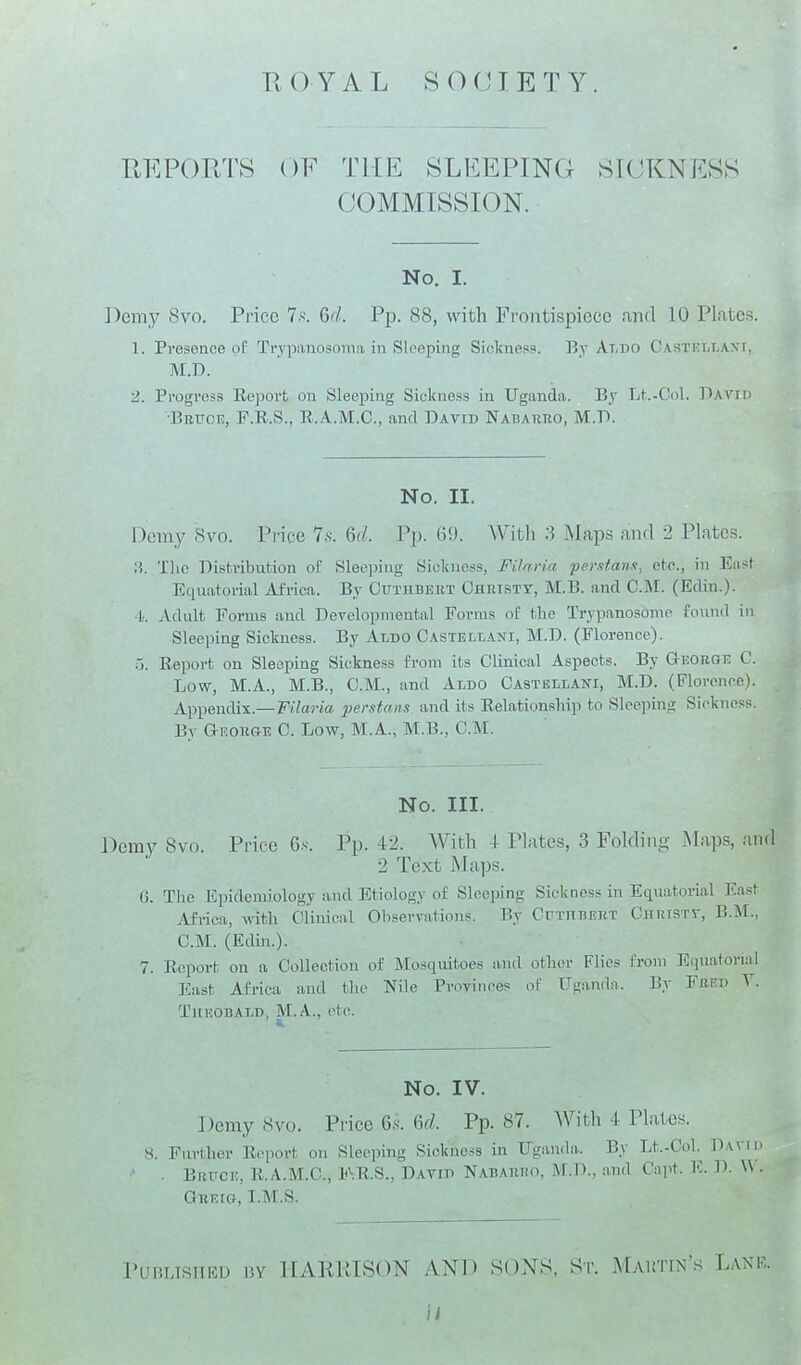 ROYAL SOCIETY.
REPORTS OF THE SLEEPING SICKNESS
COMMISSION.
No. I.
Demy 8vo. Price 7s. 6d. Pp. 88, with Frontispiece and 10 Plates.
1. Presence of Trypanosoma in Sleeping Sickness. By Aldo Castellani,
M.D.
2. Progress Report on Sleeping Sickness in Uganda. By Lt.-Col. David
Bruce, F.R.S., R.A.M.C., and David Nabarro, M.D.
No. II.
Demy 8vo. Price 7s. 6d. Pp. 69. With 3 Maps and 2 Plates.
3. The Distribution of Sleeping Sickness, Filaria perstans, etc., in East
Equatorial Africa. By Cuthbert Christy, M.B. and C.M. (Edin.).
4. Adult Forms and Developmental Forms of the Trypanosome found in
Sleeping Sickness. By Aldo Castellani, M.D. (Florence).
5. Report on Sleeping Sickness from its Clinical Aspects. By George C.
Low, M.A., M.B., C.M., and Aldo Castellani, M.D. (Florence).
Appendix.—Filaria perstans and its Relationship to Sleeping Sickness.
By George C. Low, M.A., M.B., C.M.
No. III.
Demy 8vo. Price 6s. Pp. 42. With 4 Plates, 3 Folding Maps, and
2 Text Maps.
6. The Epidemiology and Etiology of Sleeping Sickness in Equatorial East
Africa, with Clinical Observations. By Cuthbert Christy, B.M.,
C.M. (Edin.).
7. Report on a Collection of Mosquitoes and other Flies from Equatorial
East Africa and the Nile Provinces of Uganda. By Fred V.
Theobald, M.A., etc.
No. IV.
Demy 8vo. Price 6s. 6d. Pp. 87. With 4 Plates.
8. Further Report on Sleeping Sickness in Uganda. By Lt.-Col. David
Bruce, R.A.M.C., F.R.S., David Nabarro, M.D., and Capt. E. D. W.
Greig, I.M.S.
Published by HARRISON AND SONS, St. Martin's Lane.